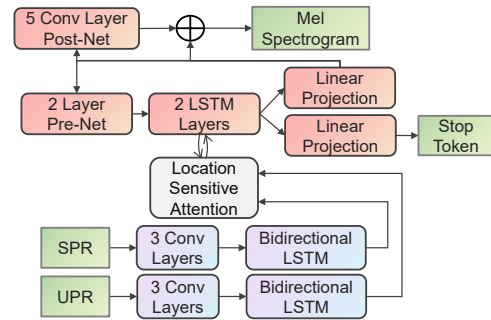 5 Conv Layer
Post-Net
Mel
Spectrogram
2 Layer
Pre-Net
2 LSTM
Layers
Linear
Projection
Linear
Projection
Stop
Token
Location
Sensitive
Attention
SPR
3 Conv
Layers
Bidirectional
LSTM
UPR
3 Conv
Layers
Bidirectional
LSTM